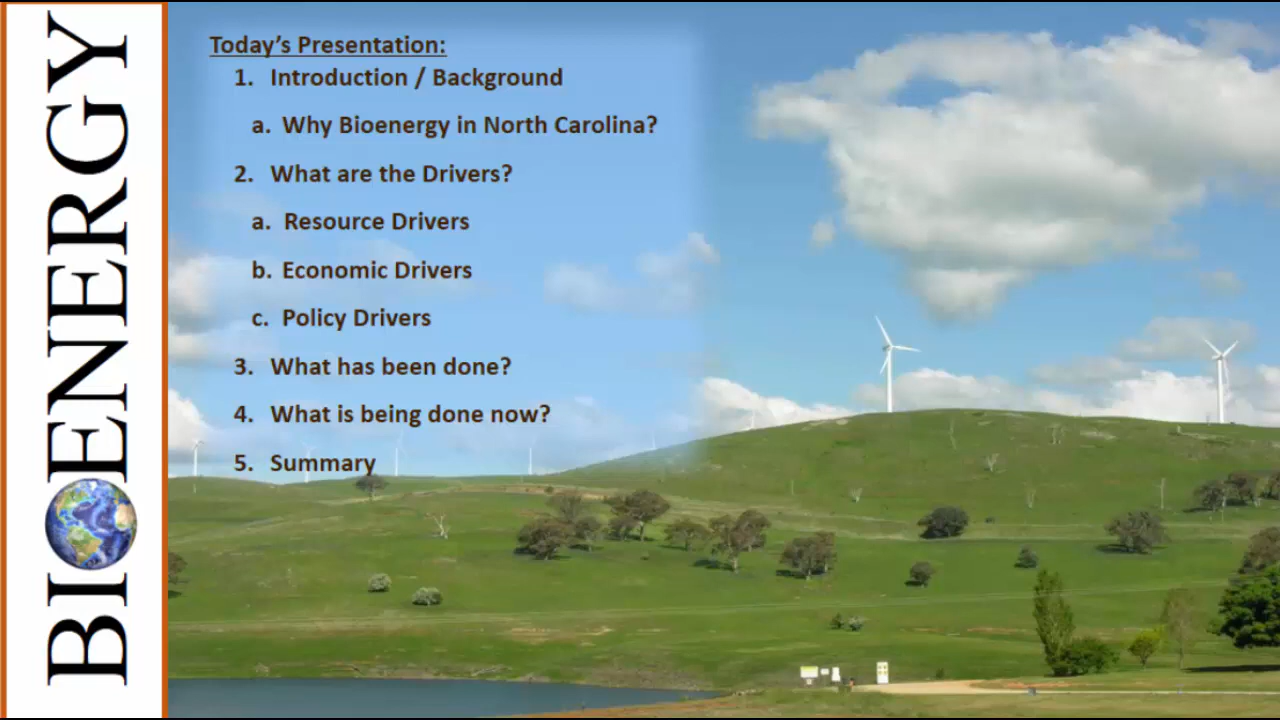 BIOENERGY
Today’s Presentation:
1. Introduction / Background
a. Why Bioenergy in North Carolina?
2. What are the Drivers?
a. Resource Drivers
b. Economic Drivers
c. Policy Drivers
3. What has been done?
4. What is being done now?
5. Summary